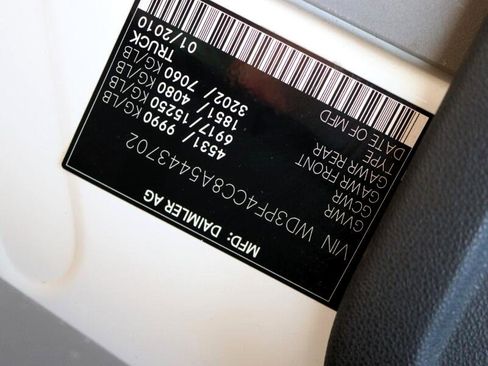 MFD: DAIMLER AG
VIN WD3PF4CC8A5443702
GVWR 4531/ 9990 KG/LB
GCWR 6917/ 15250 KG/LB
GAWR FRONT 1851/ 4080 KG/LB
GAWR REAR 3202/ 7060 KG/LB
TYPE TRUCK
DATE OF MFD 01/2010